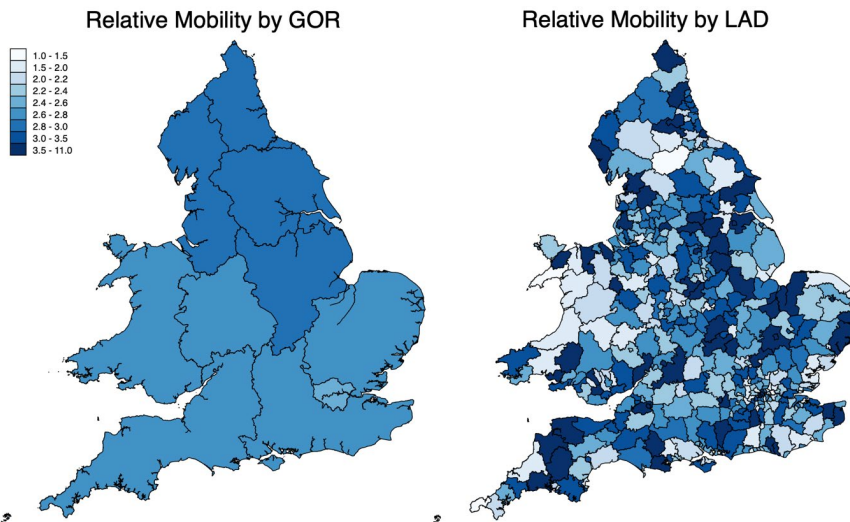 Relative Mobility by GOR
Relative Mobility by LAD
1.0 - 1.5
1.5 - 2.0
2.0 - 2.2
2.2 - 2.4
2.4 - 2.6
2.6 - 2.8
2.8 - 3.0
3.0 - 3.5
3.5 - 11.0